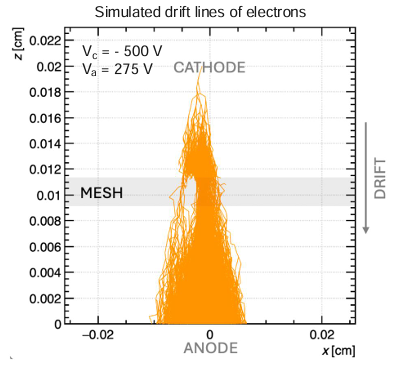 Simulated drift lines of electrons
z [cm]
V_c = - 500 V
V_a = 275 V
CATHODE
0.022
0.02
0.018
0.016
0.014
0.012
0.01
0.008
0.006
0.004
0.002
0
MESH
DRIFT
−0.02 0 0.02
ANODE
x [cm]